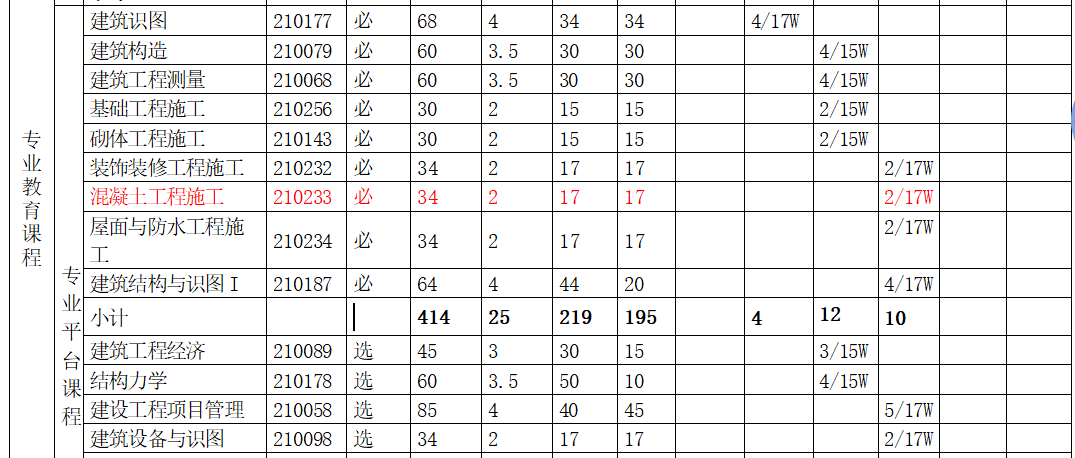 专业教育课程
专业平台课程
建筑识图 210177 必 68 4 34 34 4/17W
建筑构造 210079 必 60 3.5 30 30 4/15W
建筑工程测量 210068 必 60 3.5 30 30 4/15W
基础工程施工 210256 必 30 2 15 15 2/15W
砌体工程施工 210143 必 30 2 15 15 2/15W
装饰装修工程施工 210232 必 34 2 17 17 2/17W
混凝土工程施工 210233 必 34 2 17 17 2/17W
屋面与防水工程施
工 210234 必 34 2 17 17 2/17W
建筑结构与识图Ⅰ 210187 必 64 4 44 20 4/17W
小计 414 25 219 195 4 12 10
建筑工程经济 210089 选 45 3 30 15 3/15W
结构力学 210178 选 60 3.5 50 10 4/15W
建设工程项目管理 210058 选 85 4 40 45 5/17W
建筑设备与识图 210098 选 34 2 17 17 2/17W